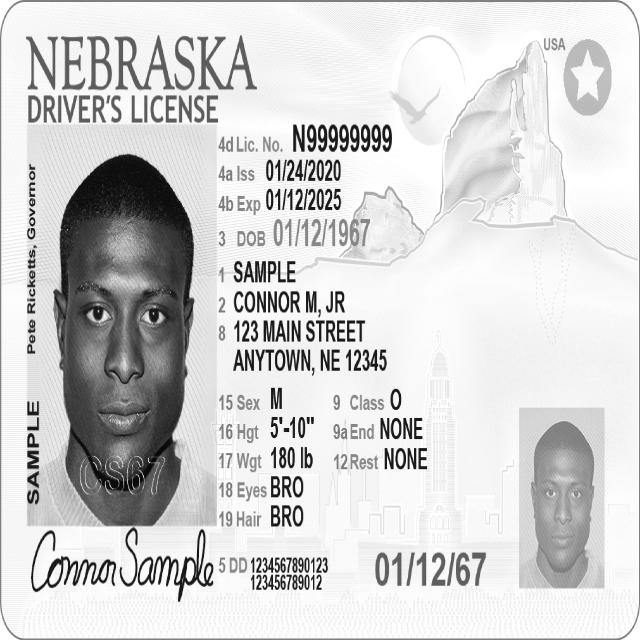 NEBRASKA
DRIVER'S LICENSE
USA
4d Lic. No. N99999999
4a Iss 01/24/2020
4b Exp 01/12/2025
3 DOB 01/12/1967
1 SAMPLE
2 CONNOR M, JR
8 123 MAIN STREET
ANYTOWN, NE 12345
15 Sex M 9 Class O
16 Hgt 5'-10" 9a End NONE
17 Wgt 180 lb 12 Rest NONE
18 Eyes BRO
19 Hair BRO
5 DD 1234567890123
123456789012
01/12/67
Pete Ricketts, Governor
SAMPLE
CS67
Connor Sample